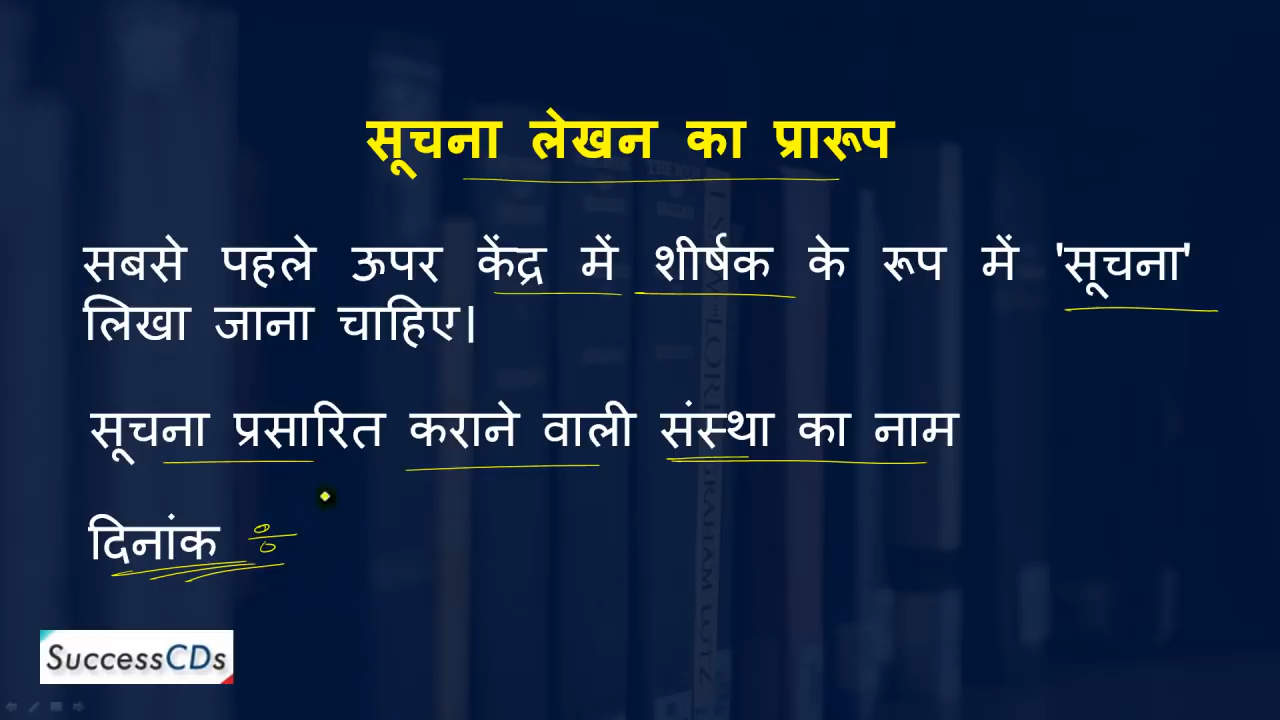 सूचना लेखन का प्रारूप
सबसे पहले ऊपर केंद्र में शीर्षक के रूप में 'सूचना'
लिखा जाना चाहिए।
सूचना प्रसारित कराने वाली संस्था का नाम
दिनांक
SuccessCDs